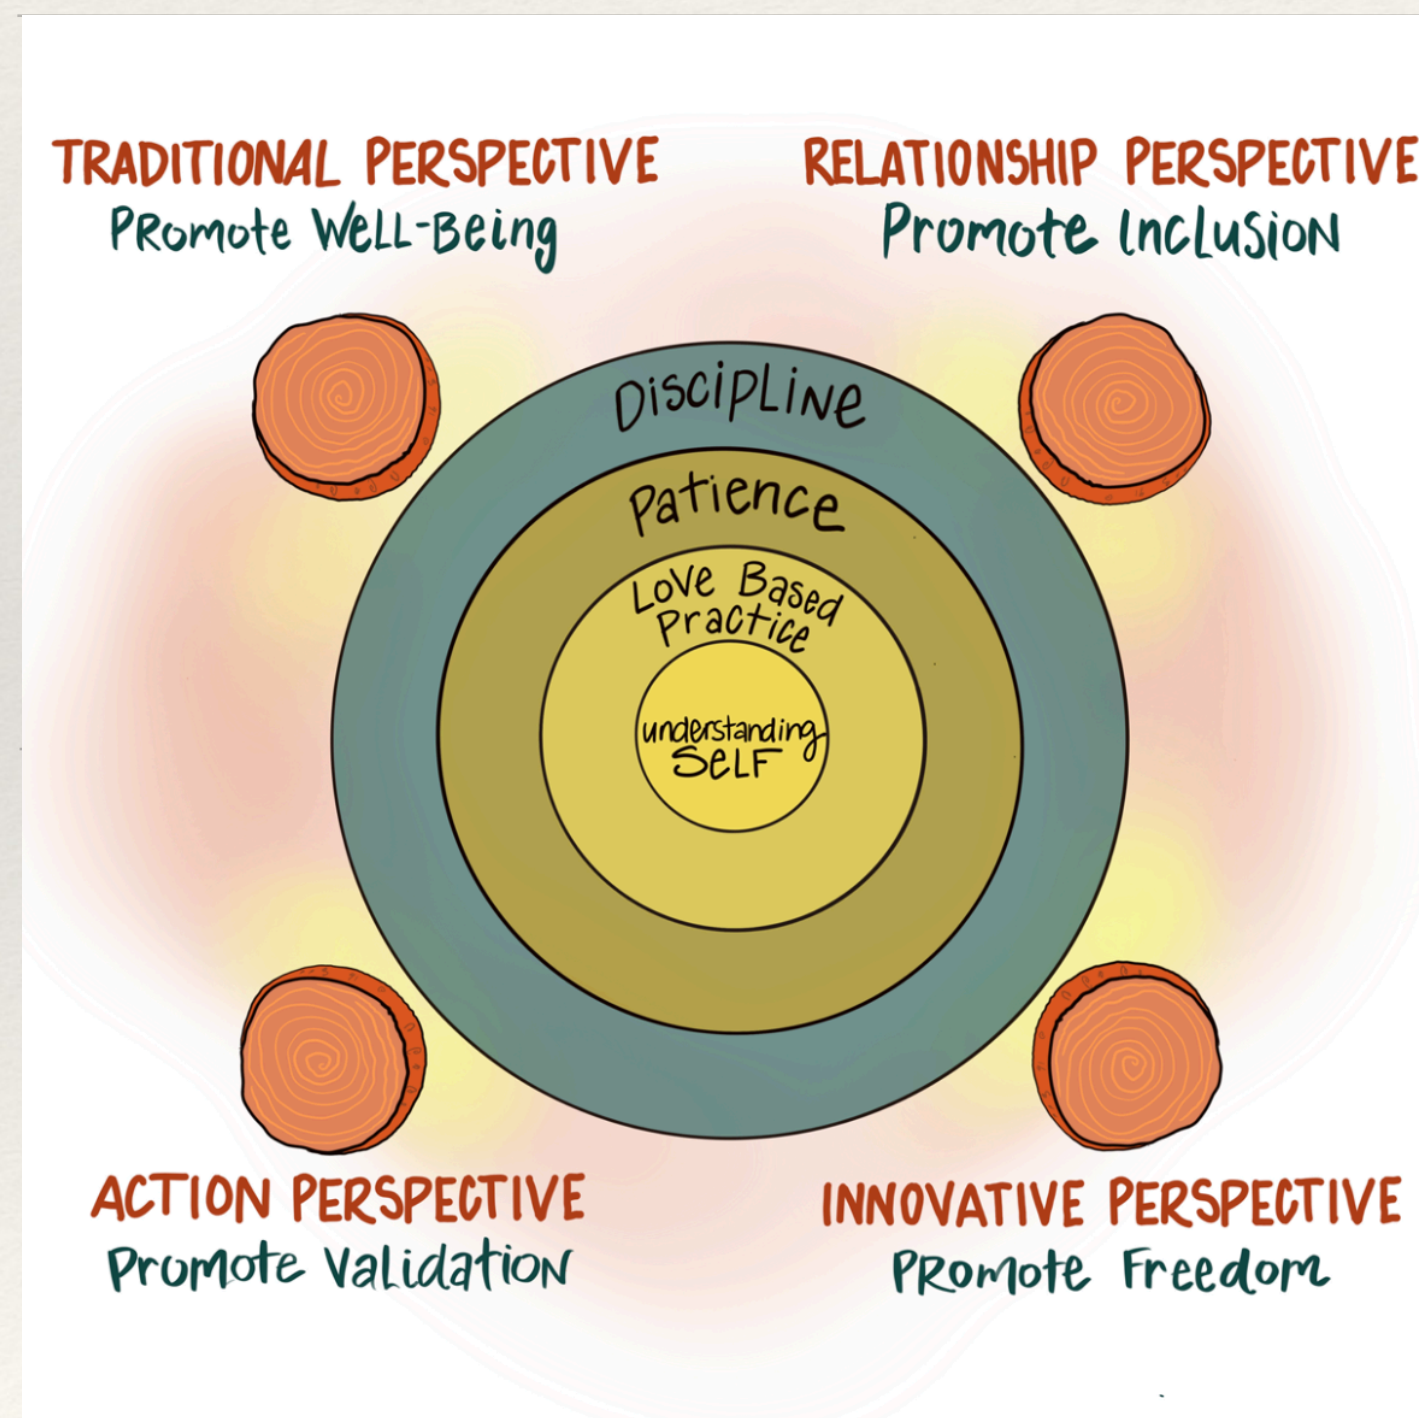 TRADITIONAL PERSPECTIVE
Promote Well-Being
RELATIONSHIP PERSPECTIVE
Promote Inclusion
Discipline
Patience
Love Based
Practice
understanding
SELF
ACTION PERSPECTIVE
Promote Validation
INNOVATIVE PERSPECTIVE
Promote Freedom